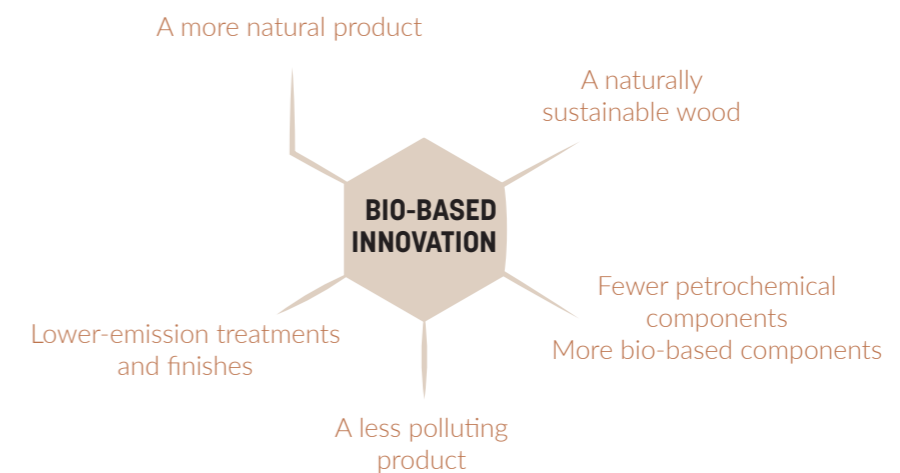 A more natural product
A naturally
sustainable wood
BIO-BASED
INNOVATION
Fewer petrochemical
components
More bio-based components
Lower-emission treatments
and finishes
A less polluting
product